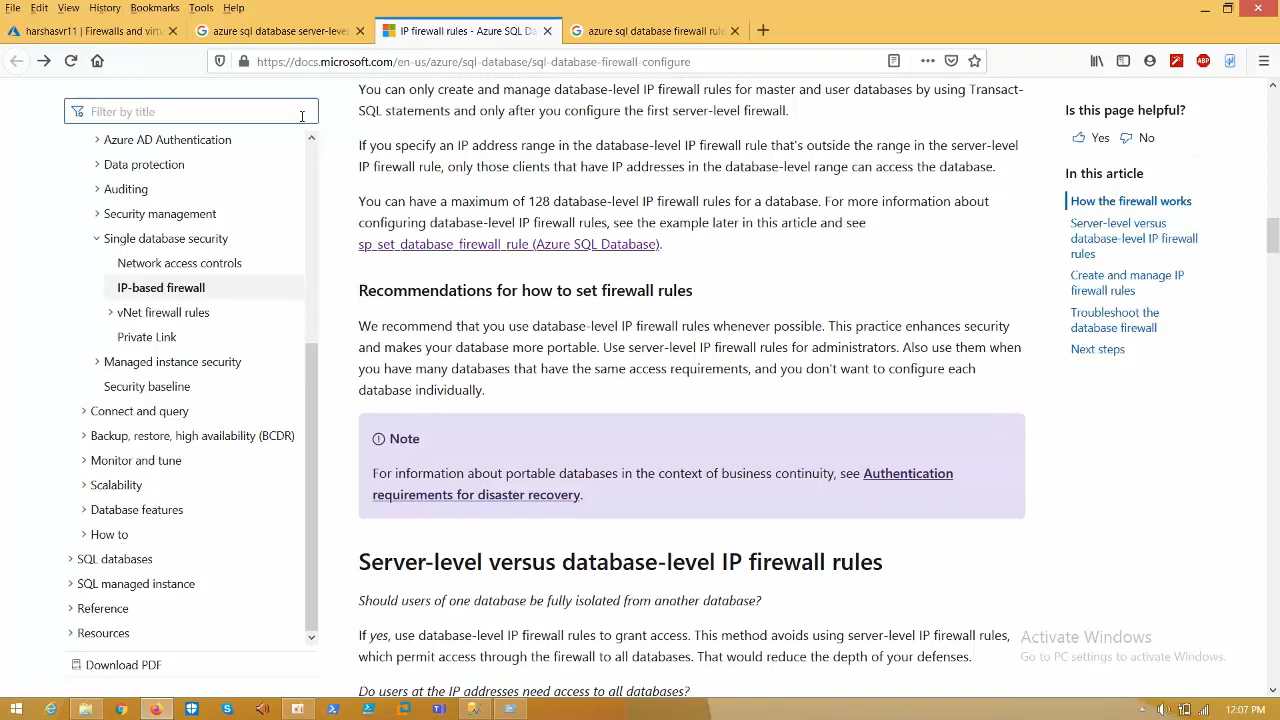 File Edit View History Bookmarks Tools Help
harshasvr11 | Firewalls and virtu
azure sql database server-level
IP firewall rules - Azure SQL Da
azure sql database firewall rule
https://docs.microsoft.com/en-us/azure/sql-database/sql-database-firewall-configure
Filter by title
Azure AD Authentication
Data protection
Auditing
Security management
Single database security
Network access controls
IP-based firewall
vNet firewall rules
Private Link
Managed instance security
Security baseline
Connect and query
Backup, restore, high availability (BCDR)
Monitor and tune
Scalability
Database features
How to
SQL databases
SQL managed instance
Reference
Resources
Download PDF
You can only create and manage database-level IP firewall rules for master and user databases by using Transact-
SQL statements and only after you configure the first server-level firewall.
If you specify an IP address range in the database-level IP firewall rule that's outside the range in the server-level
IP firewall rule, only those clients that have IP addresses in the database-level range can access the database.
You can have a maximum of 128 database-level IP firewall rules for a database. For more information about
configuring database-level IP firewall rules, see the example later in this article and see
sp_set_database_firewall_rule (Azure SQL Database).
Recommendations for how to set firewall rules
We recommend that you use database-level IP firewall rules whenever possible. This practice enhances security
and makes your database more portable. Use server-level IP firewall rules for administrators. Also use them when
you have many databases that have the same access requirements, and you don't want to configure each
database individually.
Note
For information about portable databases in the context of business continuity, see Authentication
requirements for disaster recovery.
Server-level versus database-level IP firewall rules
Should users of one database be fully isolated from another database?
If yes, use database-level IP firewall rules to grant access. This method avoids using server-level IP firewall rules,
which permit access through the firewall to all databases. That would reduce the depth of your defenses.
Do users at the IP addresses need access to all databases?
Is this page helpful?
Yes No
In this article
How the firewall works
Server-level versus
database-level IP firewall
rules
Create and manage IP
firewall rules
Troubleshoot the
database firewall
Next steps
Activate Windows
Go to PC settings to activate Windows.
ABP
12:07 PM